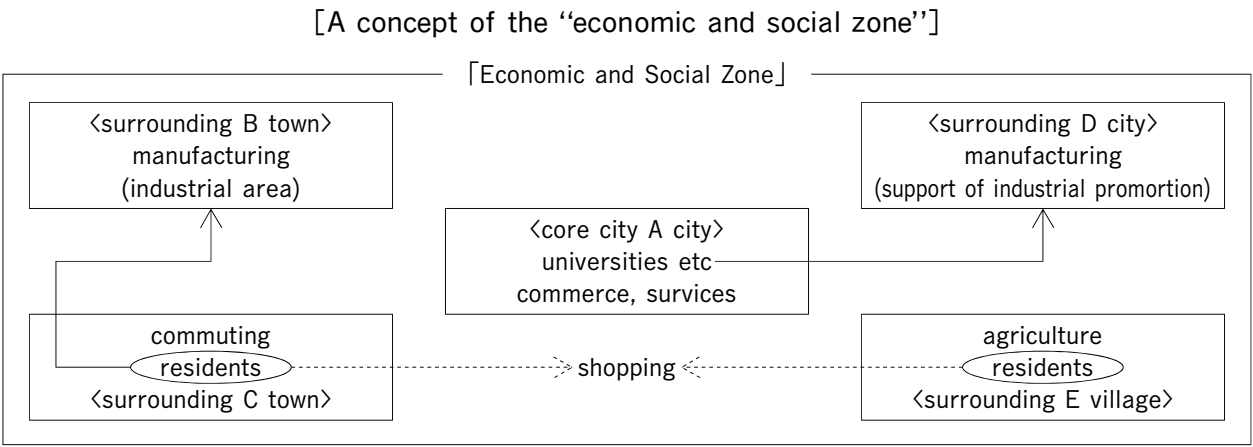 [A concept of the “economic and social zone”]
「Economic and Social Zone」
〈surrounding B town〉
manufacturing
(industrial area)
〈surrounding D city〉
manufacturing
(support of industrial promortion)
〈core city A city〉
universities etc
commerce, survices
commuting
residents
〈surrounding C town〉
shopping
agriculture
residents
〈surrounding E village〉